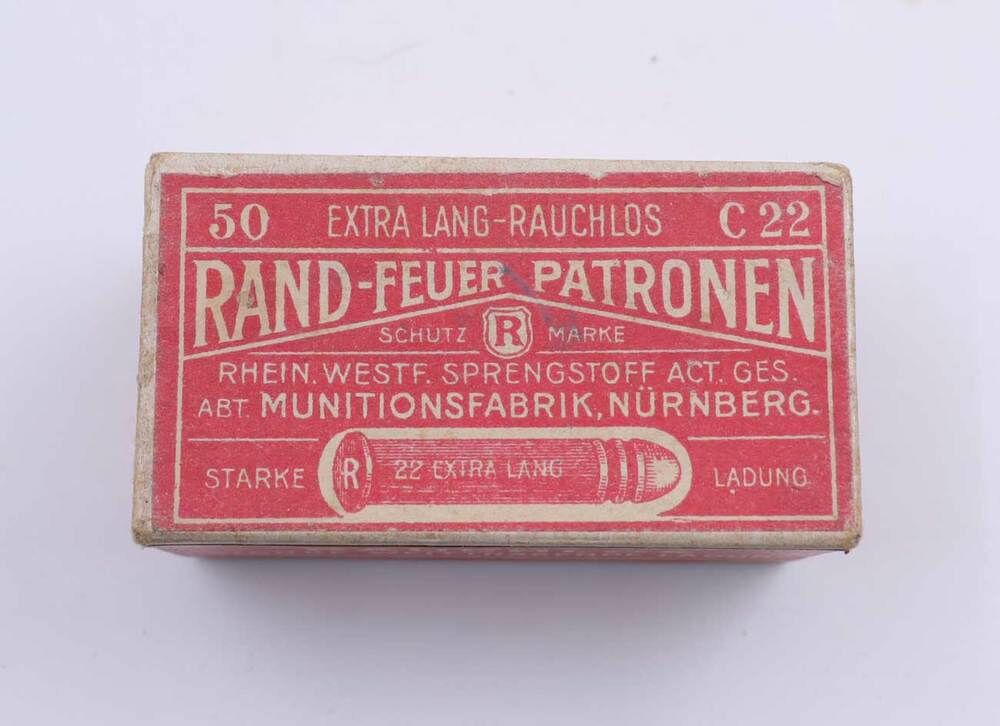 50 EXTRA LANG-RAUCHLOS C 22
RAND-FEUER PATRONEN
SCHUTZ R MARKE
RHEIN. WESTF. SPRENGSTOFF ACT. GES.
ABT. MUNITIONSFABRIK, NÜRNBERG.
STARKE R 22 EXTRA LANG LADUNG